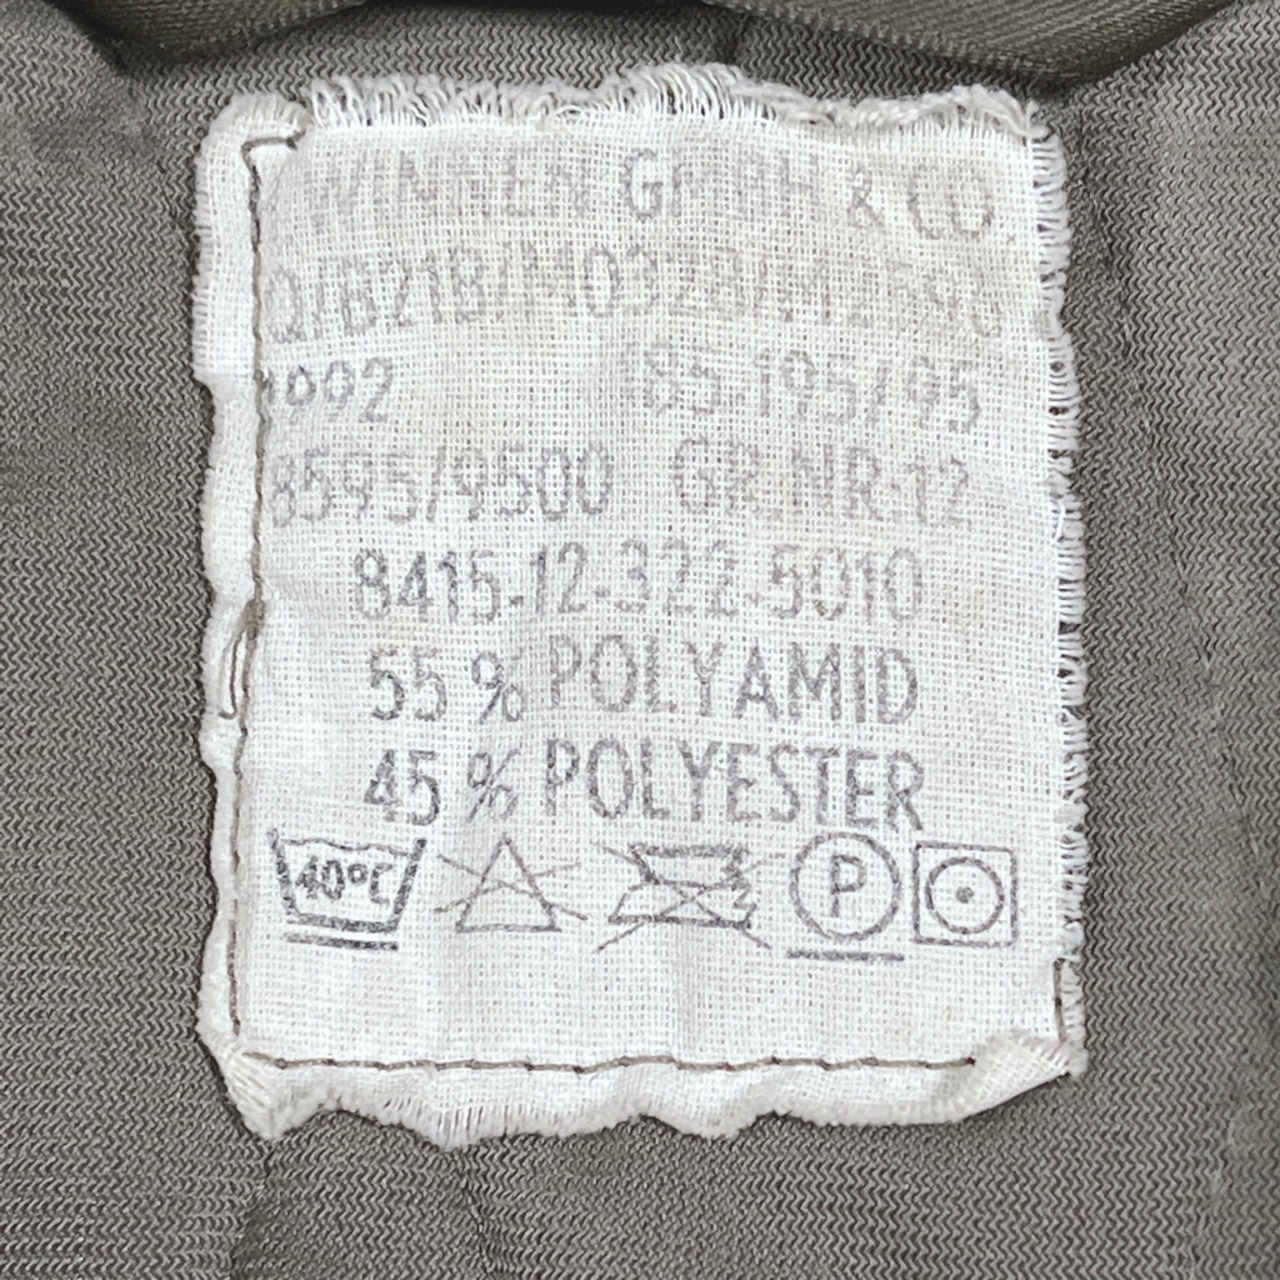 GMBH & CO.
1992 185-195/95
8595/9500 GR.NR.12
8415-12-322-5010
55 % POLYAMID
45 % POLYESTER
40°C P